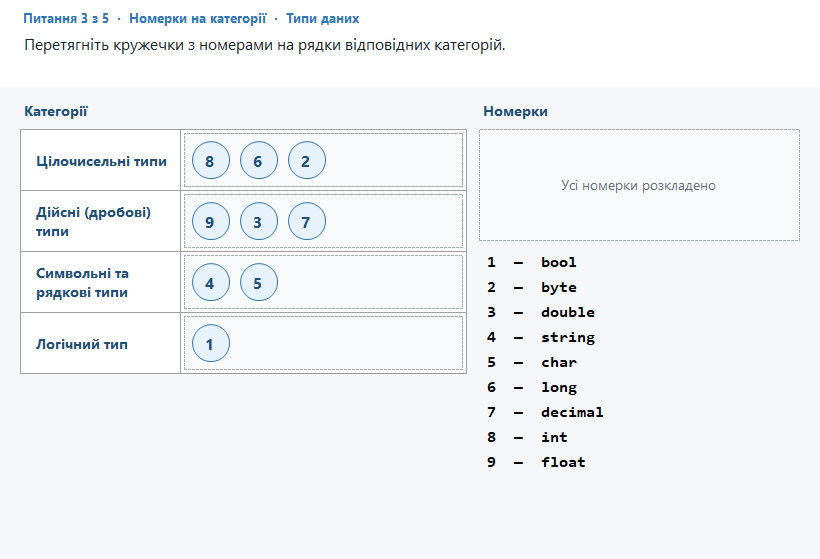 Питання 3 з 5 · Номерки на категорії · Типи даних
Перетягніть кружечки з номерами на рядки відповідних категорій.
Категорії
Цілочисельні типи
8 6 2
Дійсні (дробові)
типи
9 3 7
Символьні та
рядкові типи
4 5
Логічний тип
1
Номерки
Усі номерки розкладено
1 – bool
2 – byte
3 – double
4 – string
5 – char
6 – long
7 – decimal
8 – int
9 – float